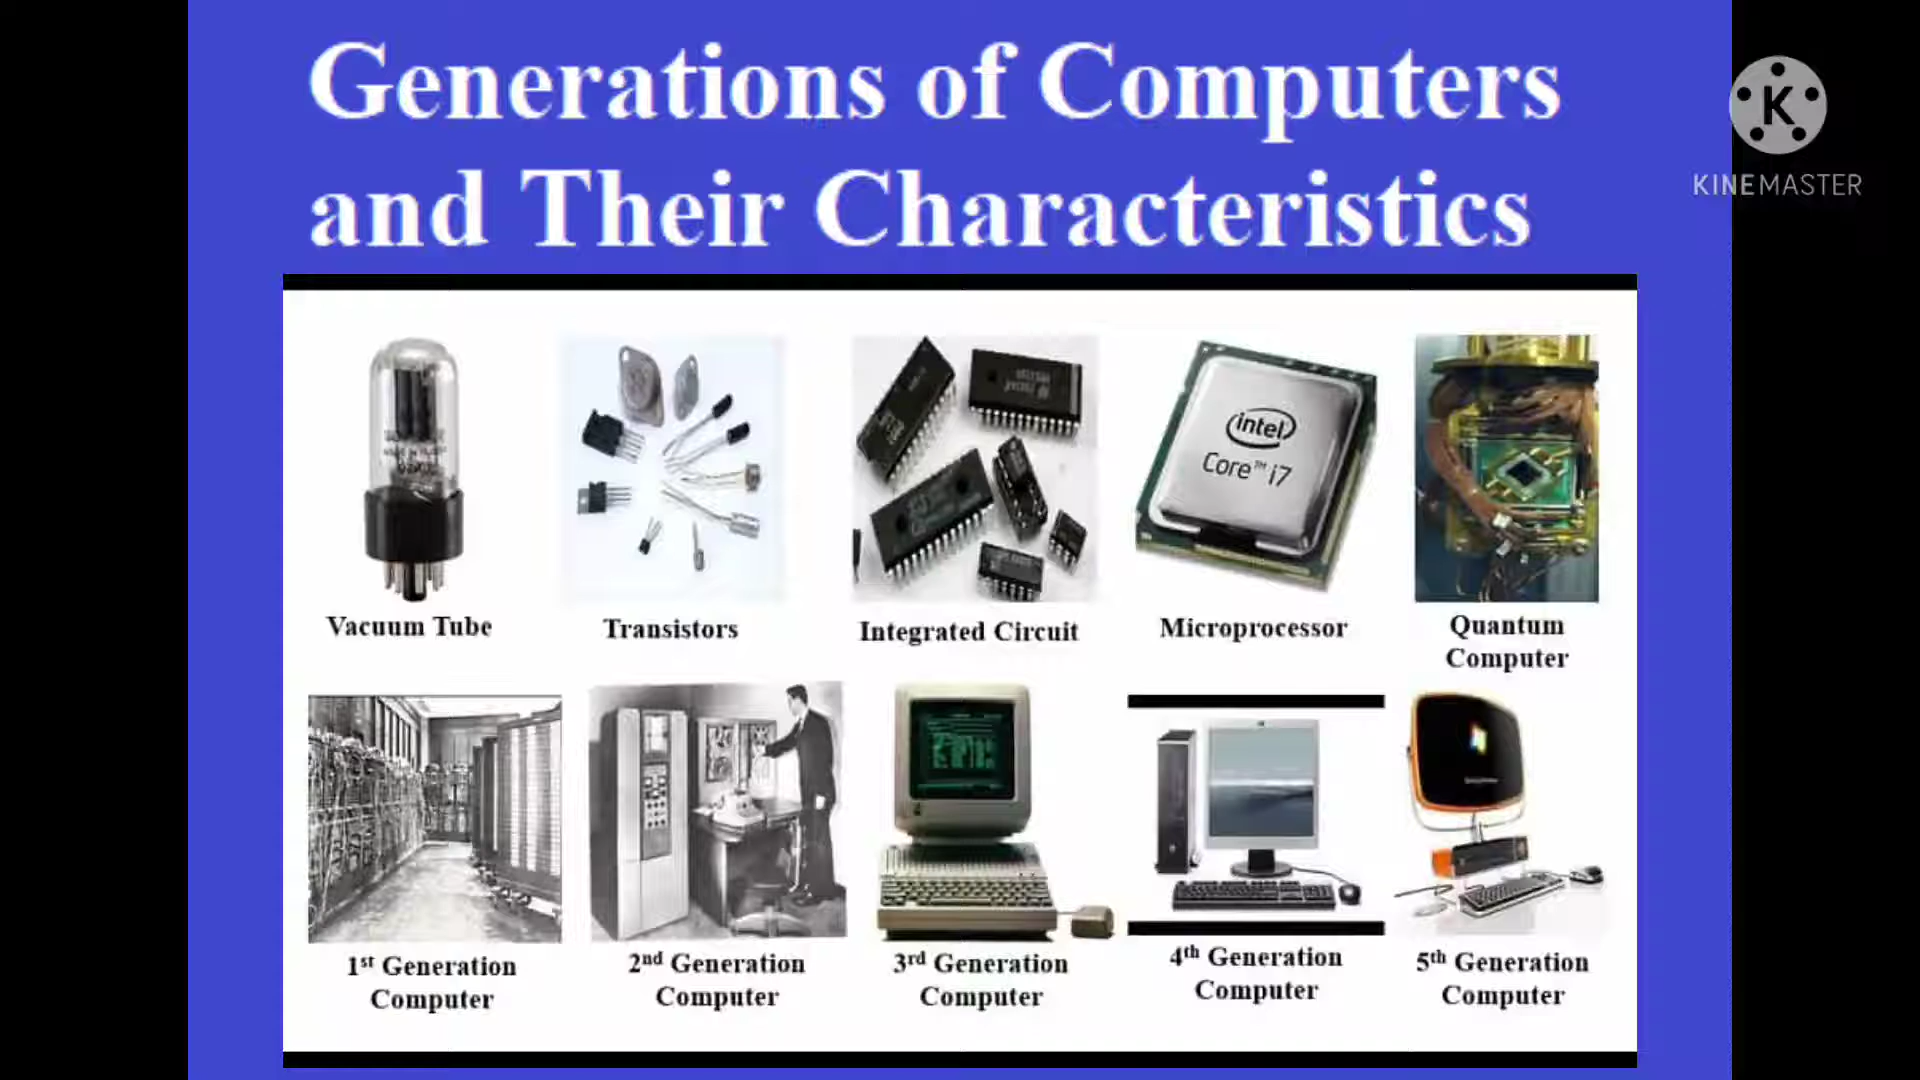 Generations of Computers
and Their Characteristics
K
KINEMASTER
intel
Core™ i7
Vacuum Tube
Transistors
Integrated Circuit
Microprocessor
Quantum
Computer
1st Generation
Computer
2nd Generation
Computer
3rd Generation
Computer
4th Generation
Computer
5th Generation
Computer